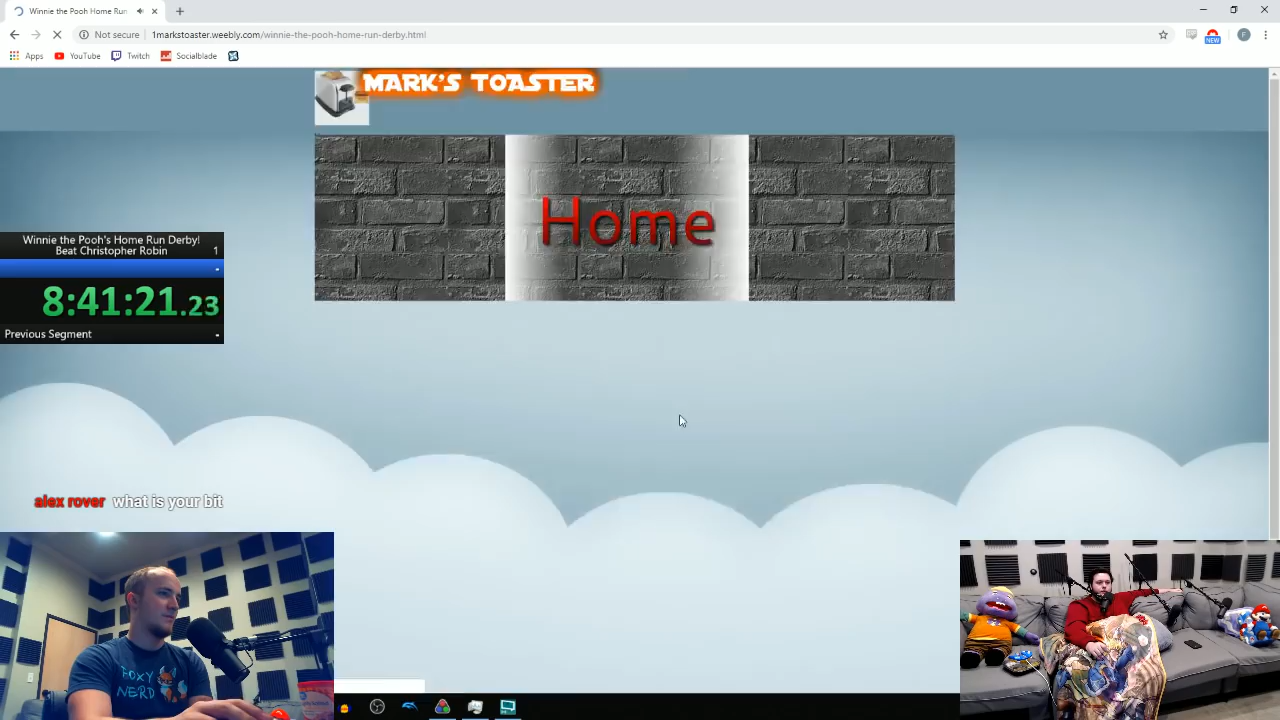 Winnie the Pooh Home Run
Not secure
1markstoaster.weebly.com/winnie-the-pooh-home-run-derby.html
NEW
F
Apps
YouTube
Twitch
Socialblade
MARK'S TOASTER
Home
Winnie the Pooh's Home Run Derby!
Beat Christopher Robin 1
-
8:41:21.23
Previous Segment -
alex rover what is your bit
FOXY
NERD